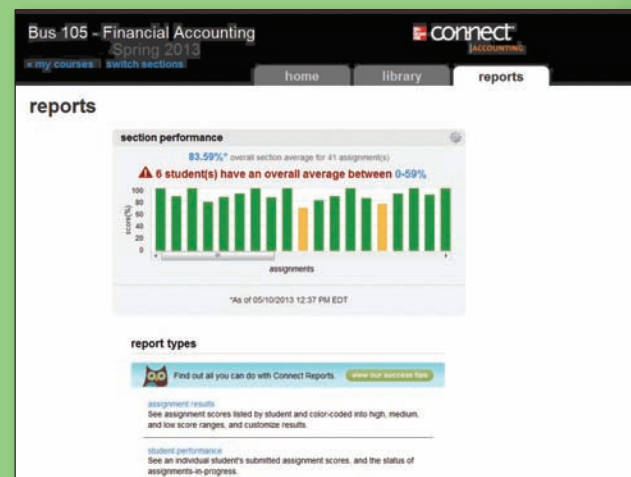 Bus 105 - Financial Accounting
Spring 2013
« my courses switch sections
connect
ACCOUNTING
home library reports
reports
section performance
83.59%* overall section average for 41 assignment(s)
6 student(s) have an overall average between 0-59%
100
80
60
40
20
0
score(%)
assignments
*As of 05/10/2013 12:37 PM EDT
report types
Find out all you can do with Connect Reports. view our success tips
assignment results
See assignment scores listed by student and color-coded into high, medium,
and low score ranges, and customize results.
student performance
See an individual student's submitted assignment scores, and the status of
assignments-in-progress.